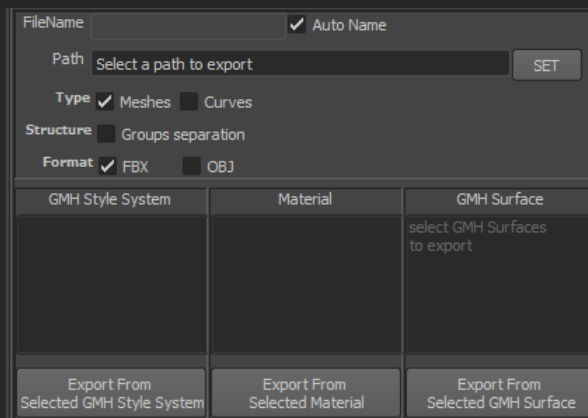 FileName Auto Name
Path Select a path to export SET
Type Meshes Curves
Structure Groups separation
Format FBX OBJ
GMH Style System Material GMH Surface
select GMH Surfaces
to export
Export From Export From Export From
Selected GMH Style System Selected Material Selected GMH Surface